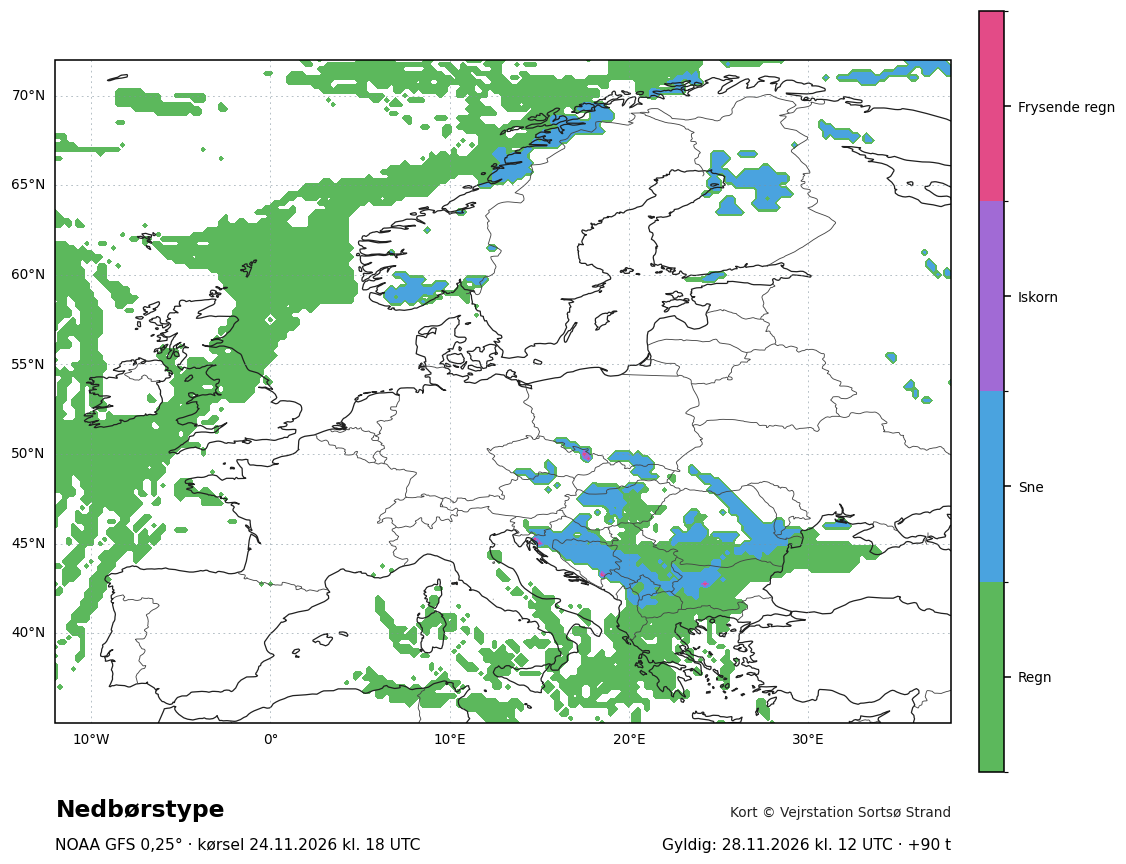 Frysende regn
Iskorn
Sne
Regn
70°N
65°N
60°N
55°N
50°N
45°N
40°N
10°W
0°
10°E
20°E
30°E
Nedbørstype
Kort © Vejrstation Sortsø Strand
NOAA GFS 0,25° · kørsel 24.11.2026 kl. 18 UTC
Gyldig: 28.11.2026 kl. 12 UTC · +90 t